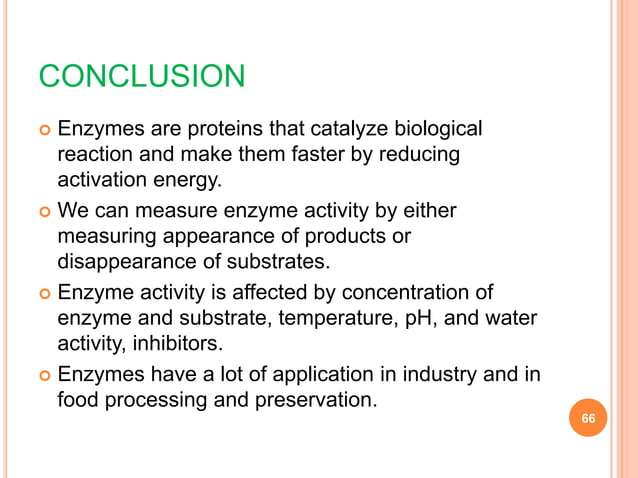 CONCLUSION
Enzymes are proteins that catalyze biological
reaction and make them faster by reducing
activation energy.
We can measure enzyme activity by either
measuring appearance of products or
disappearance of substrates.
Enzyme activity is affected by concentration of
enzyme and substrate, temperature, pH, and water
activity, inhibitors.
Enzymes have a lot of application in industry and in
food processing and preservation.
66